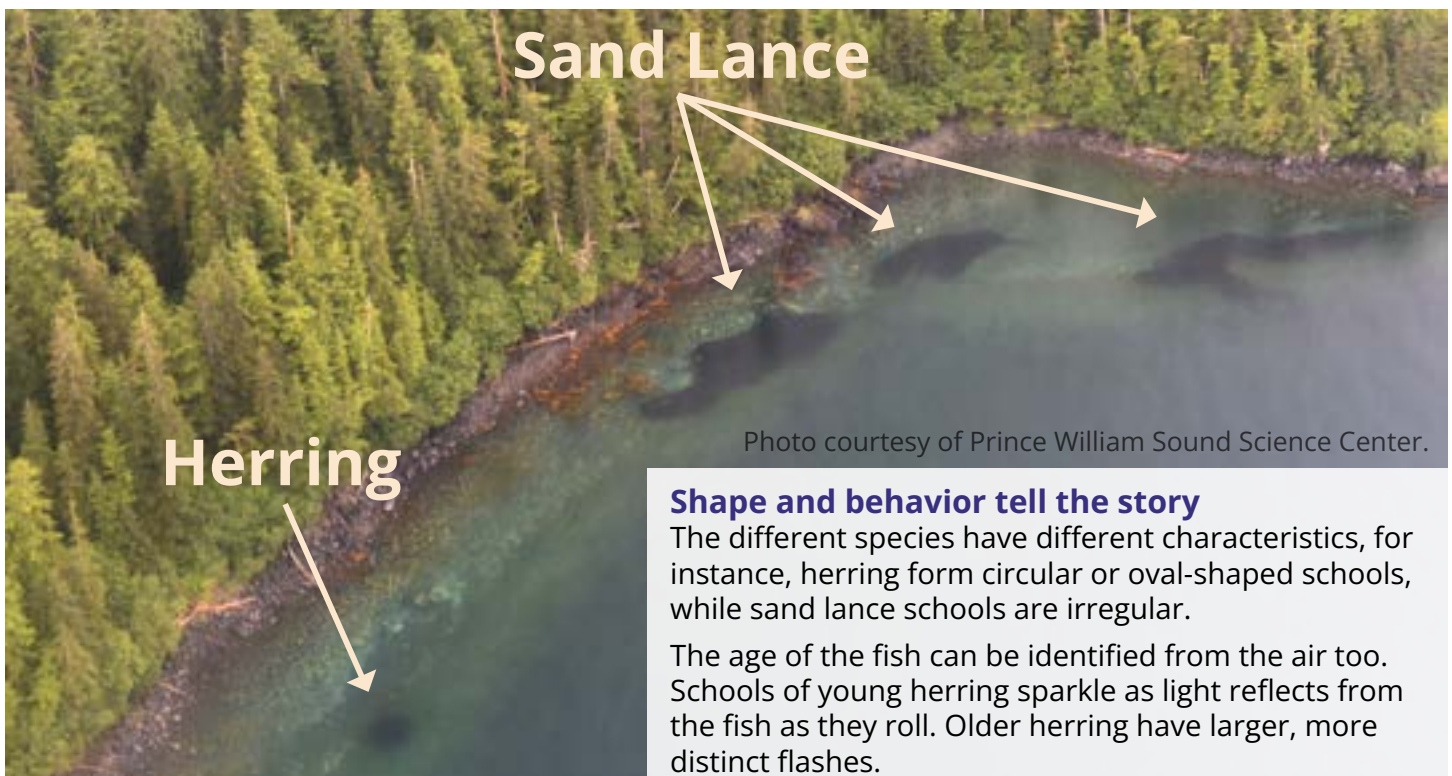 Sand Lance
Herring
Photo courtesy of Prince William Sound Science Center.
Shape and behavior tell the story
The different species have different characteristics, for
instance, herring form circular or oval-shaped schools,
while sand lance schools are irregular.
The age of the fish can be identified from the air too.
Schools of young herring sparkle as light reflects from
the fish as they roll. Older herring have larger, more
distinct flashes.